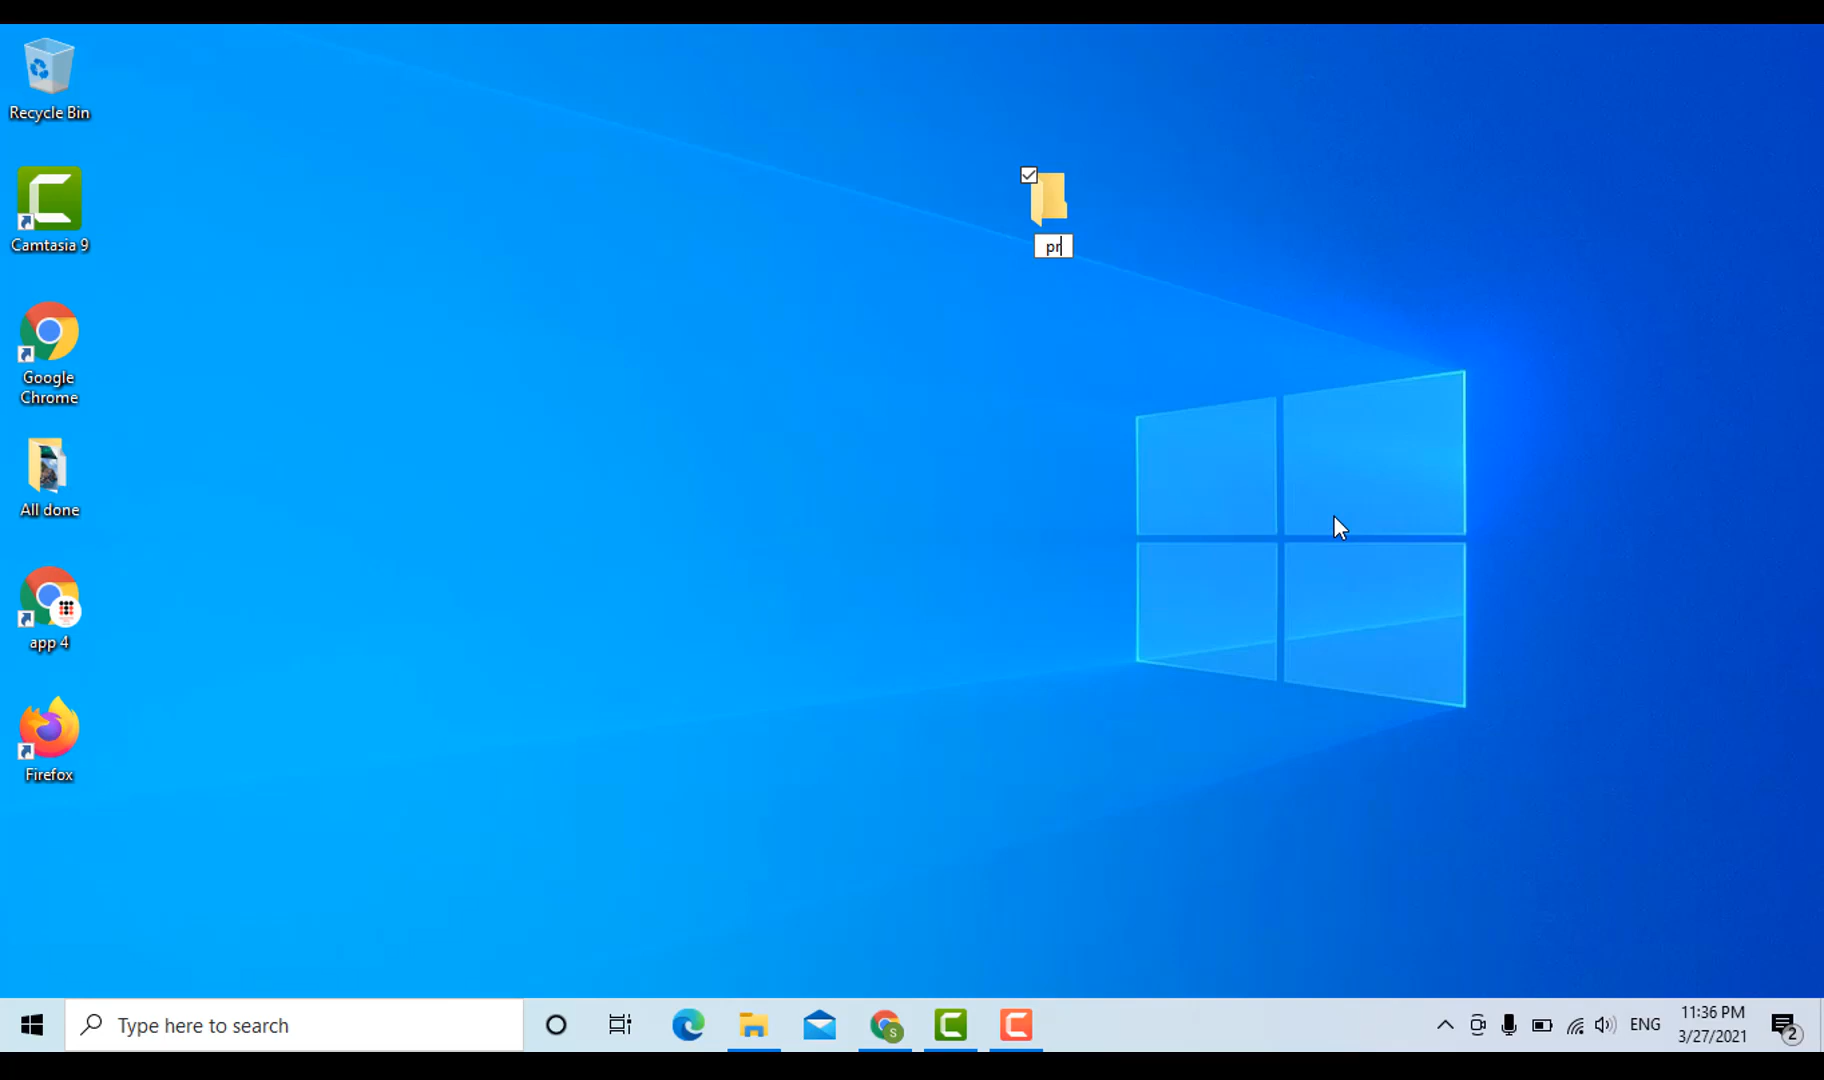 Recycle Bin
Camtasia 9
Google
Chrome
All done
app 4
Firefox
pr
Type here to search
S
ENG
11:36 PM
3/27/2021
2